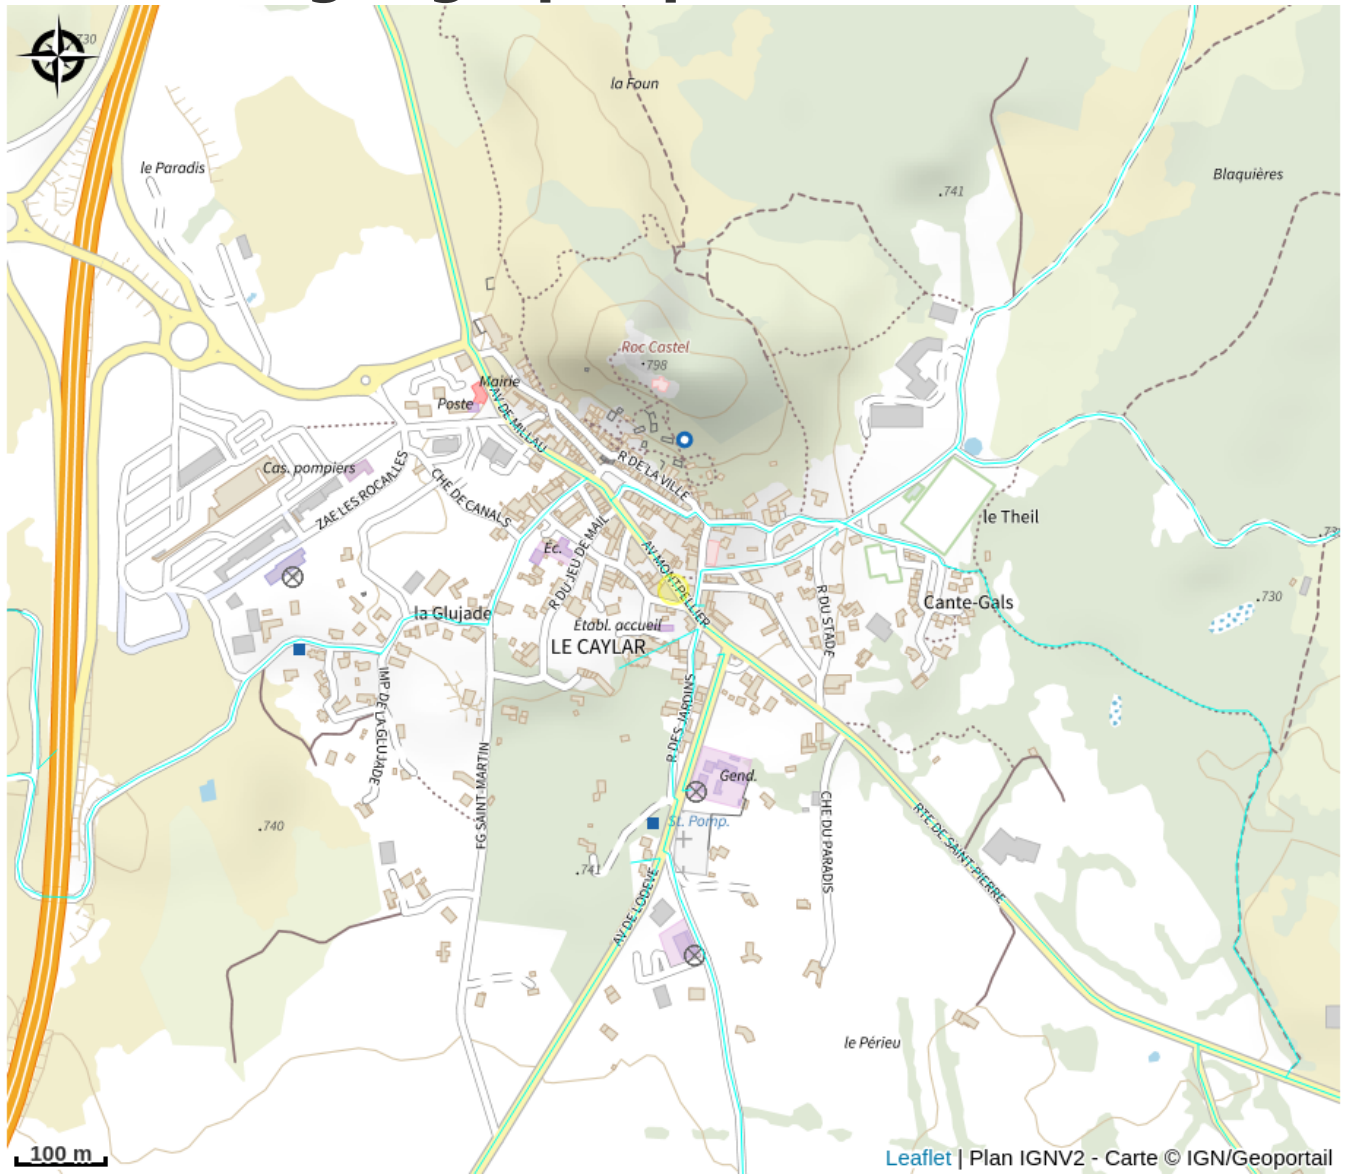 730
la Foun
le Paradis
Blaquières
.741
Roc Castel
.798
Mairie
Poste
AV DE MILLAU
R DE LA VILLE
Cas. pompiers
ZAE LES ROCAILLES
CHE DE CANALS
le Theil
Éc.
R DU JEU DE MAIL
AV MONTPELLIER
R DU STADE
Cante-Gals
.730
la Glujade
Établ. accueil
LE CAYLAR
IMP DE LA GLUJADE
R DES JARDINS
FG SAINT-MARTIN
Gend.
St. Pomp.
.740
.741
CHE DU PARADIS
RTE DE SAINT-PIERRE
AV DE LODÈVE
le Périeu
100 m
Leaflet | Plan IGNV2 - Carte © IGN/Geoportail